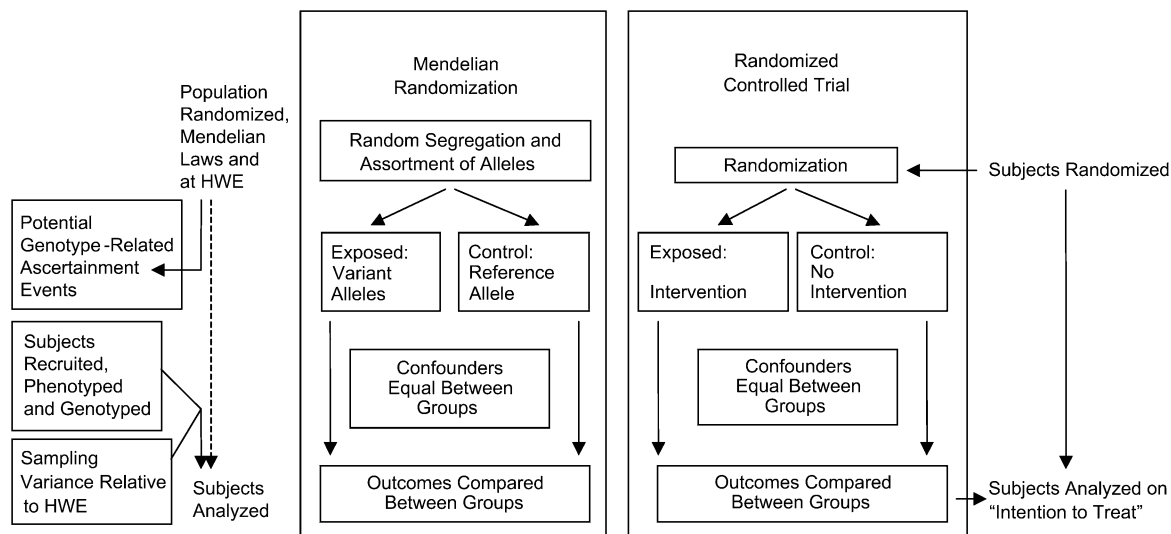 Population
Randomized,
Mendelian
Laws and
at HWE
Potential
Genotype-Related
Ascertainment
Events
Subjects
Recruited,
Phenotyped
and Genotyped
Sampling
Variance Relative
to HWE
Subjects
Analyzed
Mendelian
Randomization
Random Segregation and
Assortment of Alleles
Exposed:
Variant
Alleles
Control:
Reference
Allele
Confounders
Equal Between
Groups
Outcomes Compared
Between Groups
Randomized
Controlled Trial
Randomization
Exposed:
Intervention
Control:
No
Intervention
Confounders
Equal Between
Groups
Outcomes Compared
Between Groups
Subjects Randomized
Subjects Analyzed on
“Intention to Treat”